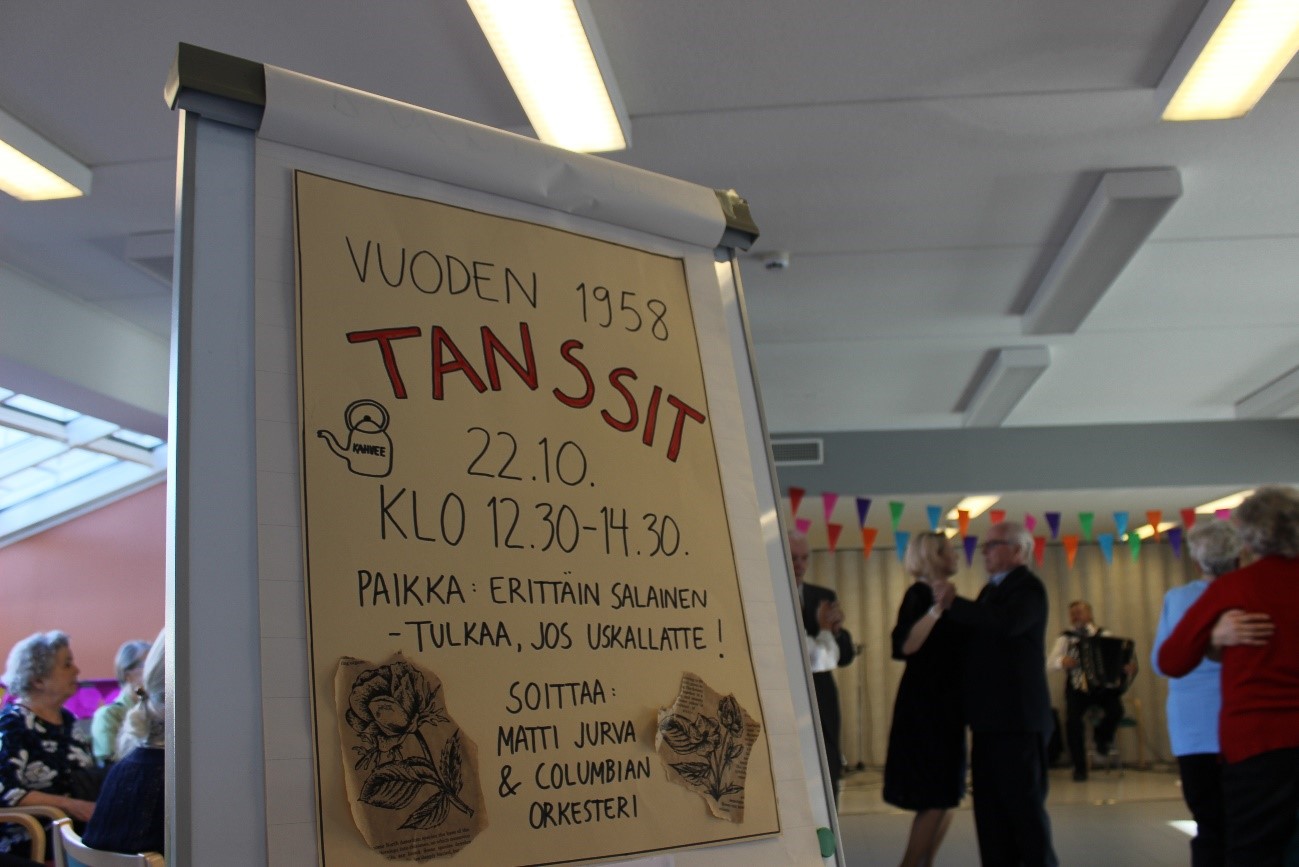 VUODEN 1958
TANSSIT
KAHVEE
22.10.
KLO 12.30-14.30.
PAIKKA: ERITTÄIN SALAINEN
-TULKAA, JOS USKALLATTE!
SOITTAA:
MATTI JURVA
& COLUMBIAN
ORKESTERI